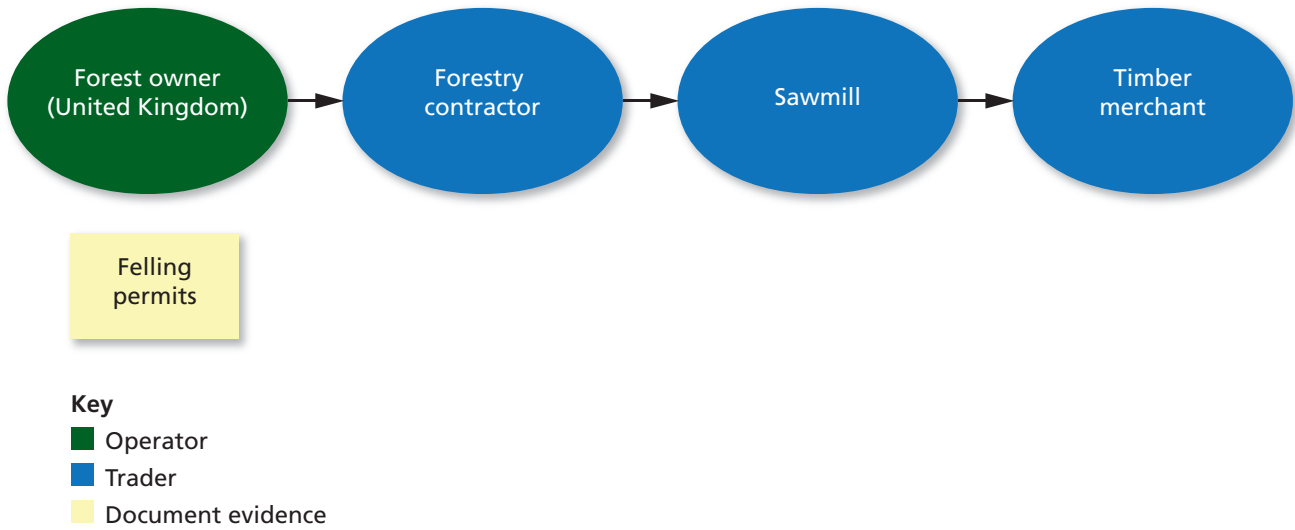 Forest owner
(United Kingdom)
Forestry
contractor
Sawmill
Timber
merchant
Felling
permits
Key
Operator
Trader
Document evidence